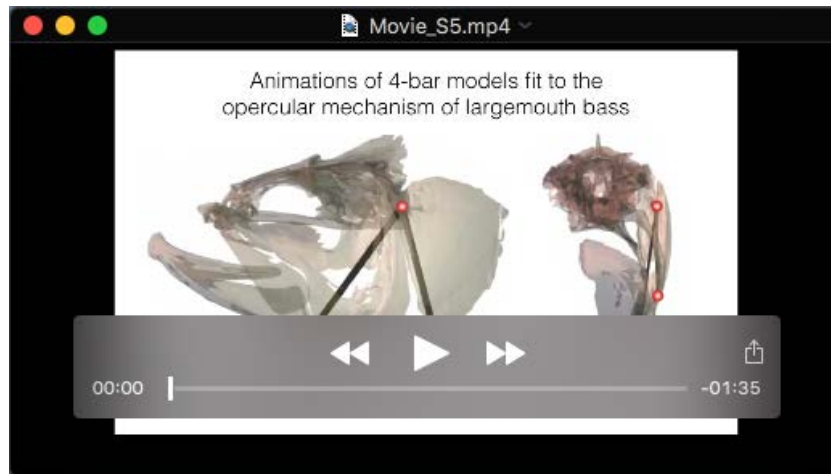 Movie_S5.mp4
Animations of 4-bar models fit to the
opercular mechanism of largemouth bass
00:00
-01:35